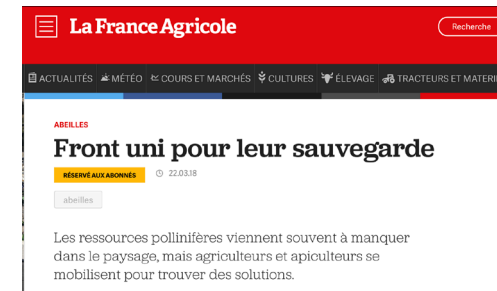 La France Agricole
Recherche
ACTUALITÉS MÉTÉO COURS ET MARCHÉS CULTURES ÉLEVAGE TRACTEURS ET MATERI
ABEILLES
Front uni pour leur sauvegarde
RÉSERVÉ AUX ABONNÉS 22.03.18
abeilles
Les ressources pollinifères viennent souvent à manquer
dans le paysage, mais agriculteurs et apiculteurs se
mobilisent pour trouver des solutions.